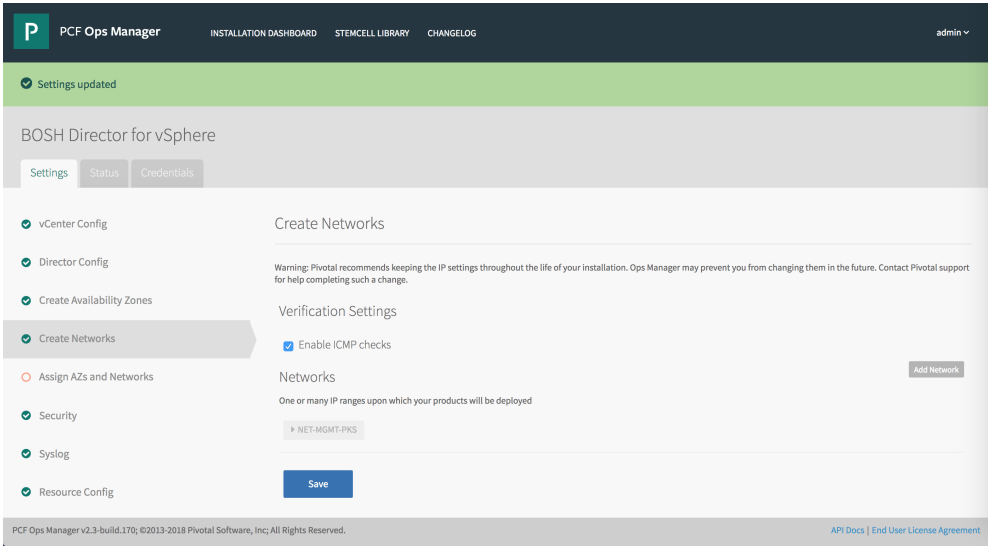 P PCF Ops Manager INSTALLATION DASHBOARD STEMCELL LIBRARY CHANGELOG admin
Settings updated
BOSH Director for vSphere
Settings Status Credentials
vCenter Config
Director Config
Create Availability Zones
Create Networks
Assign AZs and Networks
Security
Syslog
Resource Config
Create Networks
Warning: Pivotal recommends keeping the IP settings throughout the life of your installation. Ops Manager may prevent you from changing them in the future. Contact Pivotal support
for help completing such a change.
Verification Settings
Enable ICMP checks
Networks
Add Network
One or many IP ranges upon which your products will be deployed
NET-MGMT-PKS
Save
PCF Ops Manager v2.3-build.170; ©2013-2018 Pivotal Software, Inc; All Rights Reserved. API Docs | End User License Agreement